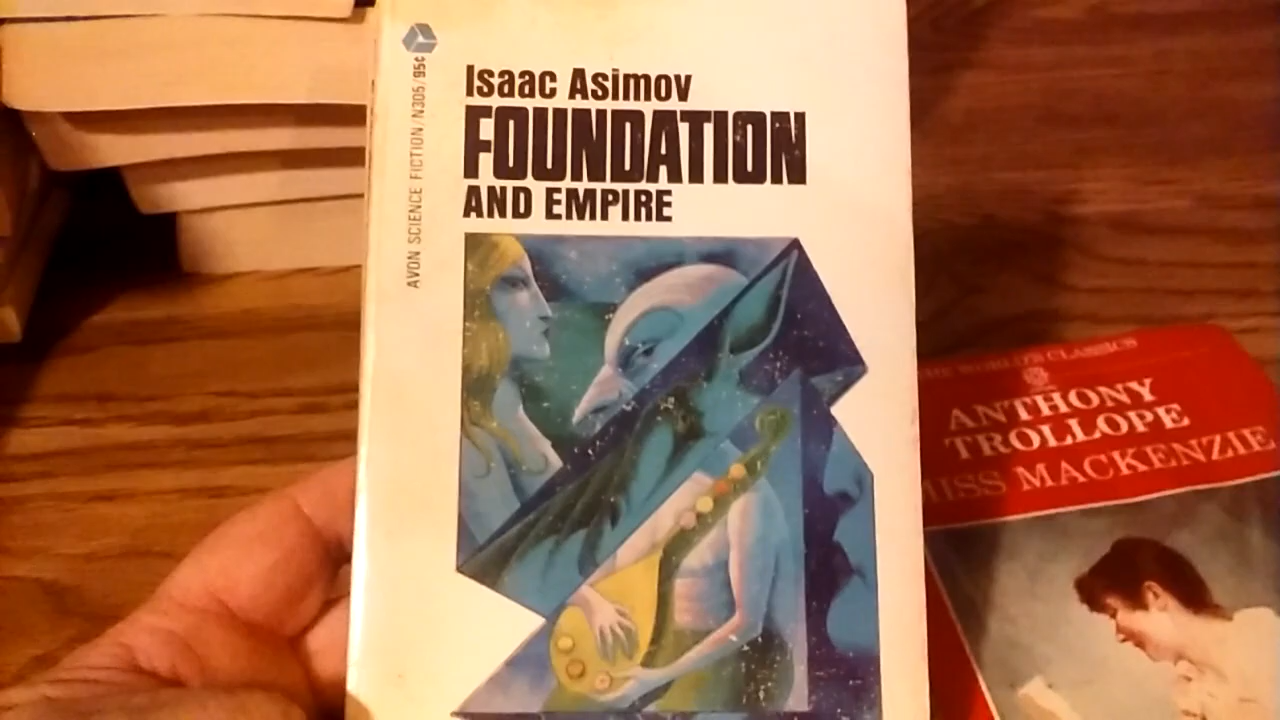 AVON SCIENCE FICTION/N305/95¢
Isaac Asimov
FOUNDATION
AND EMPIRE
THE WORLD'S CLASSICS
ANTHONY
TROLLOPE
MISS MACKENZIE